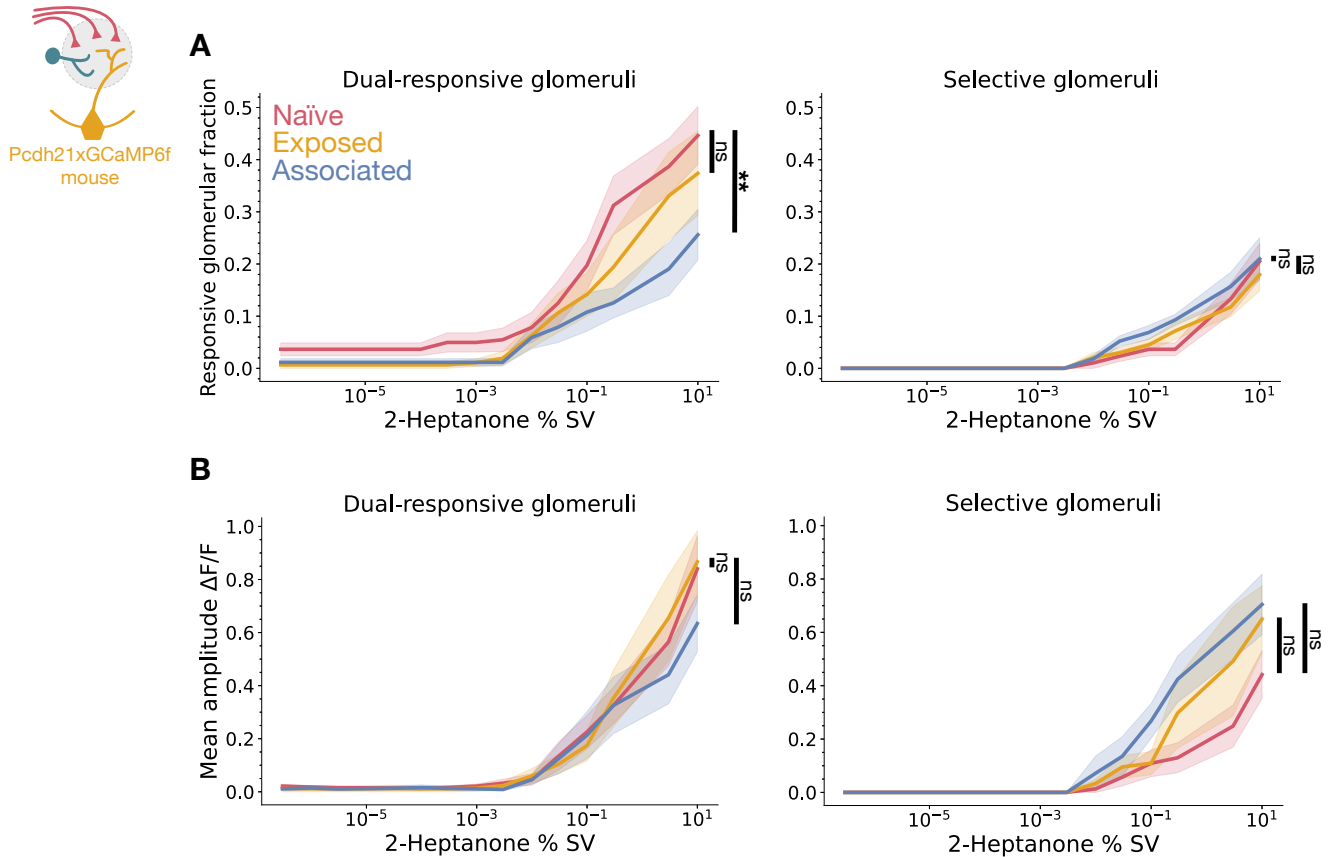 Pcdh21xGCaMP6f
mouse
A
Dual-responsive glomeruli
Naïve
Exposed
Associated
Responsive glomerular fraction
0.5
0.4
0.3
0.2
0.1
0.0
10⁻⁵
10⁻³
10⁻¹
10¹
2-Heptanone % SV
ns
**
Selective glomeruli
0.5
0.4
0.3
0.2
0.1
0.0
10⁻⁵
10⁻³
10⁻¹
10¹
2-Heptanone % SV
ns
ns
B
Dual-responsive glomeruli
Mean amplitude ΔF/F
1.0
0.8
0.6
0.4
0.2
0.0
10⁻⁵
10⁻³
10⁻¹
10¹
2-Heptanone % SV
ns
ns
Selective glomeruli
1.0
0.8
0.6
0.4
0.2
0.0
10⁻⁵
10⁻³
10⁻¹
10¹
2-Heptanone % SV
ns
ns